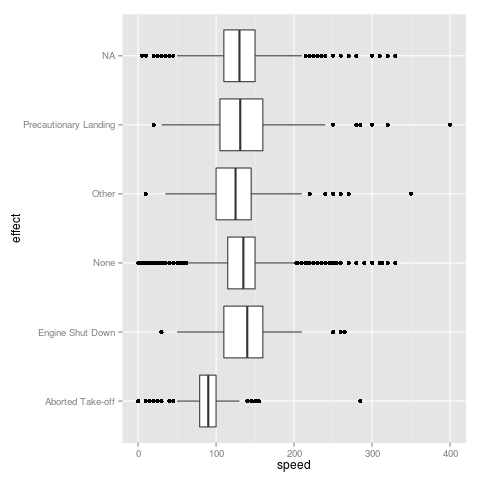 NA
Precautionary Landing
Other
None
Engine Shut Down
Aborted Take-off
effect
0 100 200 300 400
speed